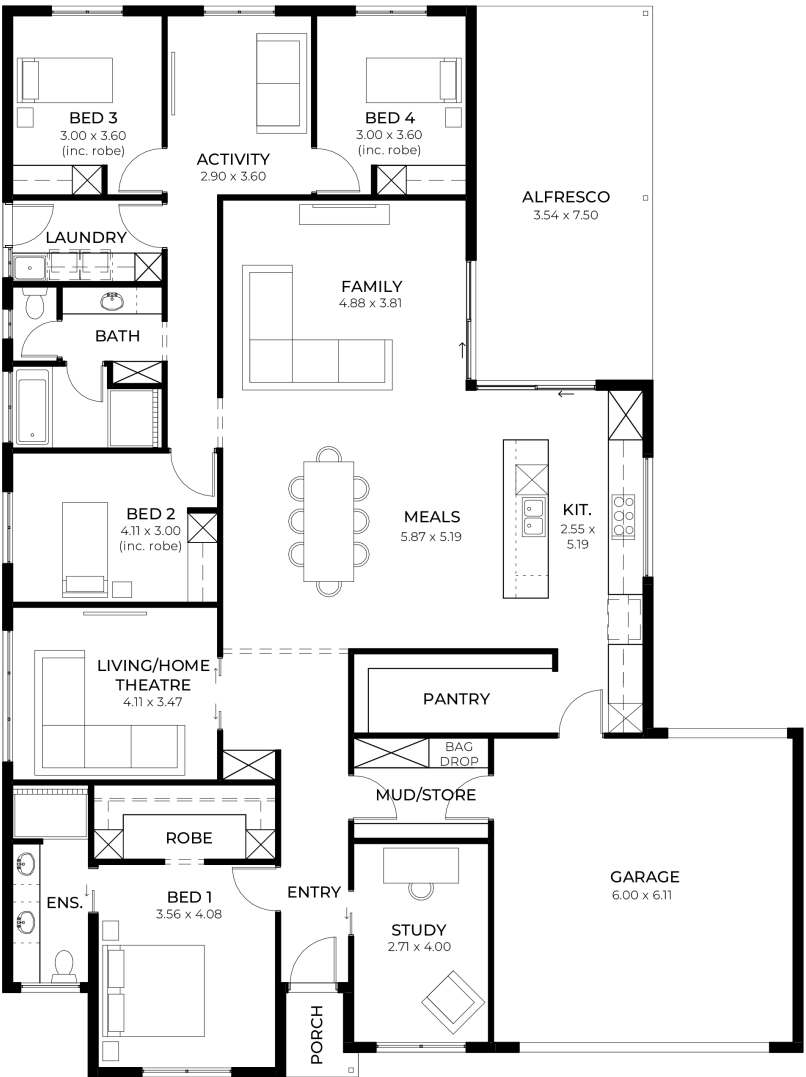 BED 3
3.00 x 3.60
(inc. robe)
ACTIVITY
2.90 x 3.60
BED 4
3.00 x 3.60
(inc. robe)
ALFRESCO
3.54 x 7.50
LAUNDRY
FAMILY
4.88 x 3.81
BATH
BED 2
4.11 x 3.00
(inc. robe)
MEALS
5.87 x 5.19
KIT.
2.55 x
5.19
LIVING/HOME
THEATRE
4.11 x 3.47
PANTRY
BAG
DROP
MUD/STORE
ROBE
ENS.
BED 1
3.56 x 4.08
ENTRY
STUDY
2.71 x 4.00
GARAGE
6.00 x 6.11
PORCH